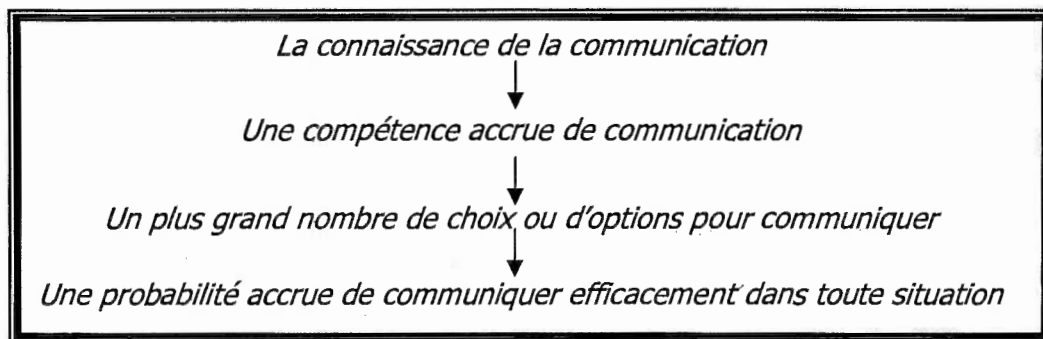 La connaissance de la communication
Une compétence accrue de communication
Un plus grand nombre de choix ou d'options pour communiquer
Une probabilité accrue de communiquer efficacement dans toute situation